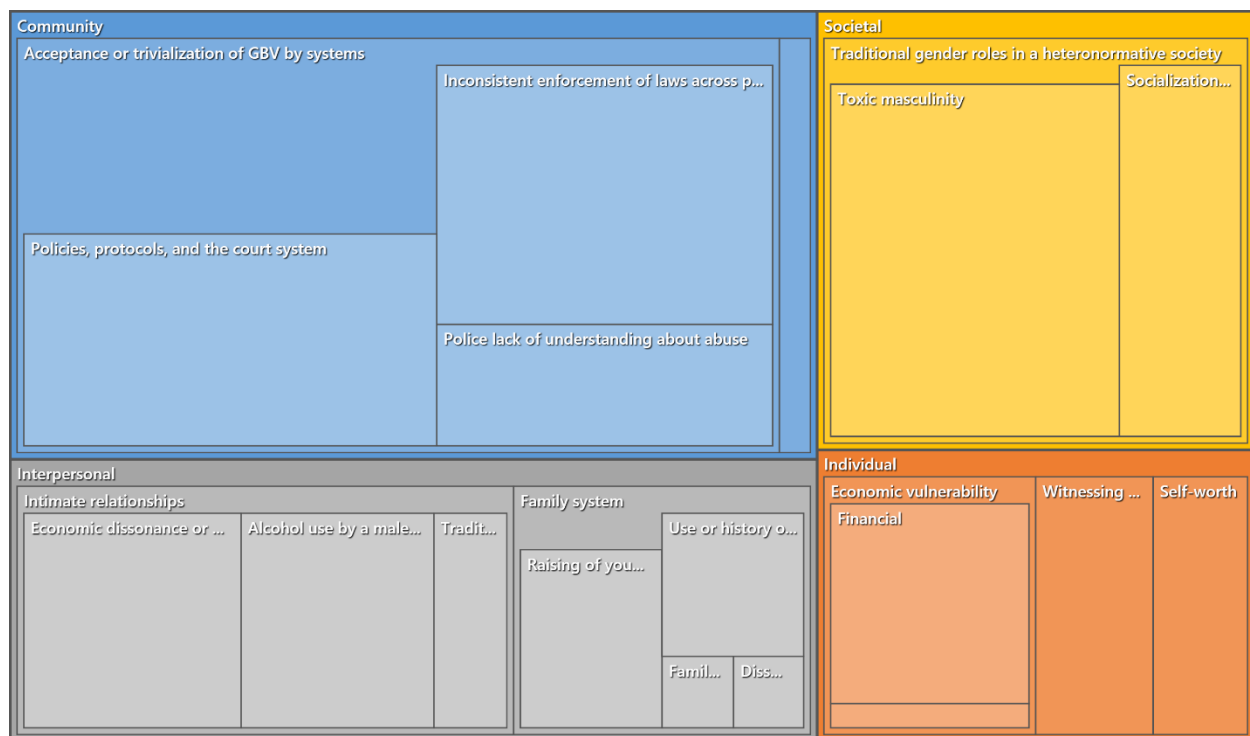 Community
Acceptance or trivialization of GBV by systems
Inconsistent enforcement of laws across p...
Policies, protocols, and the court system
Police lack of understanding about abuse
Societal
Traditional gender roles in a heteronormative society
Toxic masculinity
Socialization...
Interpersonal
Intimate relationships
Economic dissonance or ...
Alcohol use by a male...
Tradit...
Family system
Raising of you...
Use or history o...
Famil...
Diss...
Individual
Economic vulnerability
Financial
Witnessing ...
Self-worth